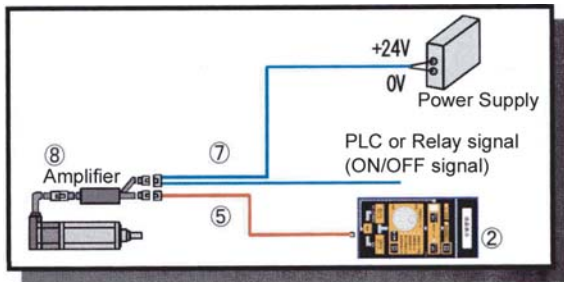 +24V
0V
Power Supply
⑦
PLC or Relay signal
(ON/OFF signal)
⑧
Amplifier
⑤
②